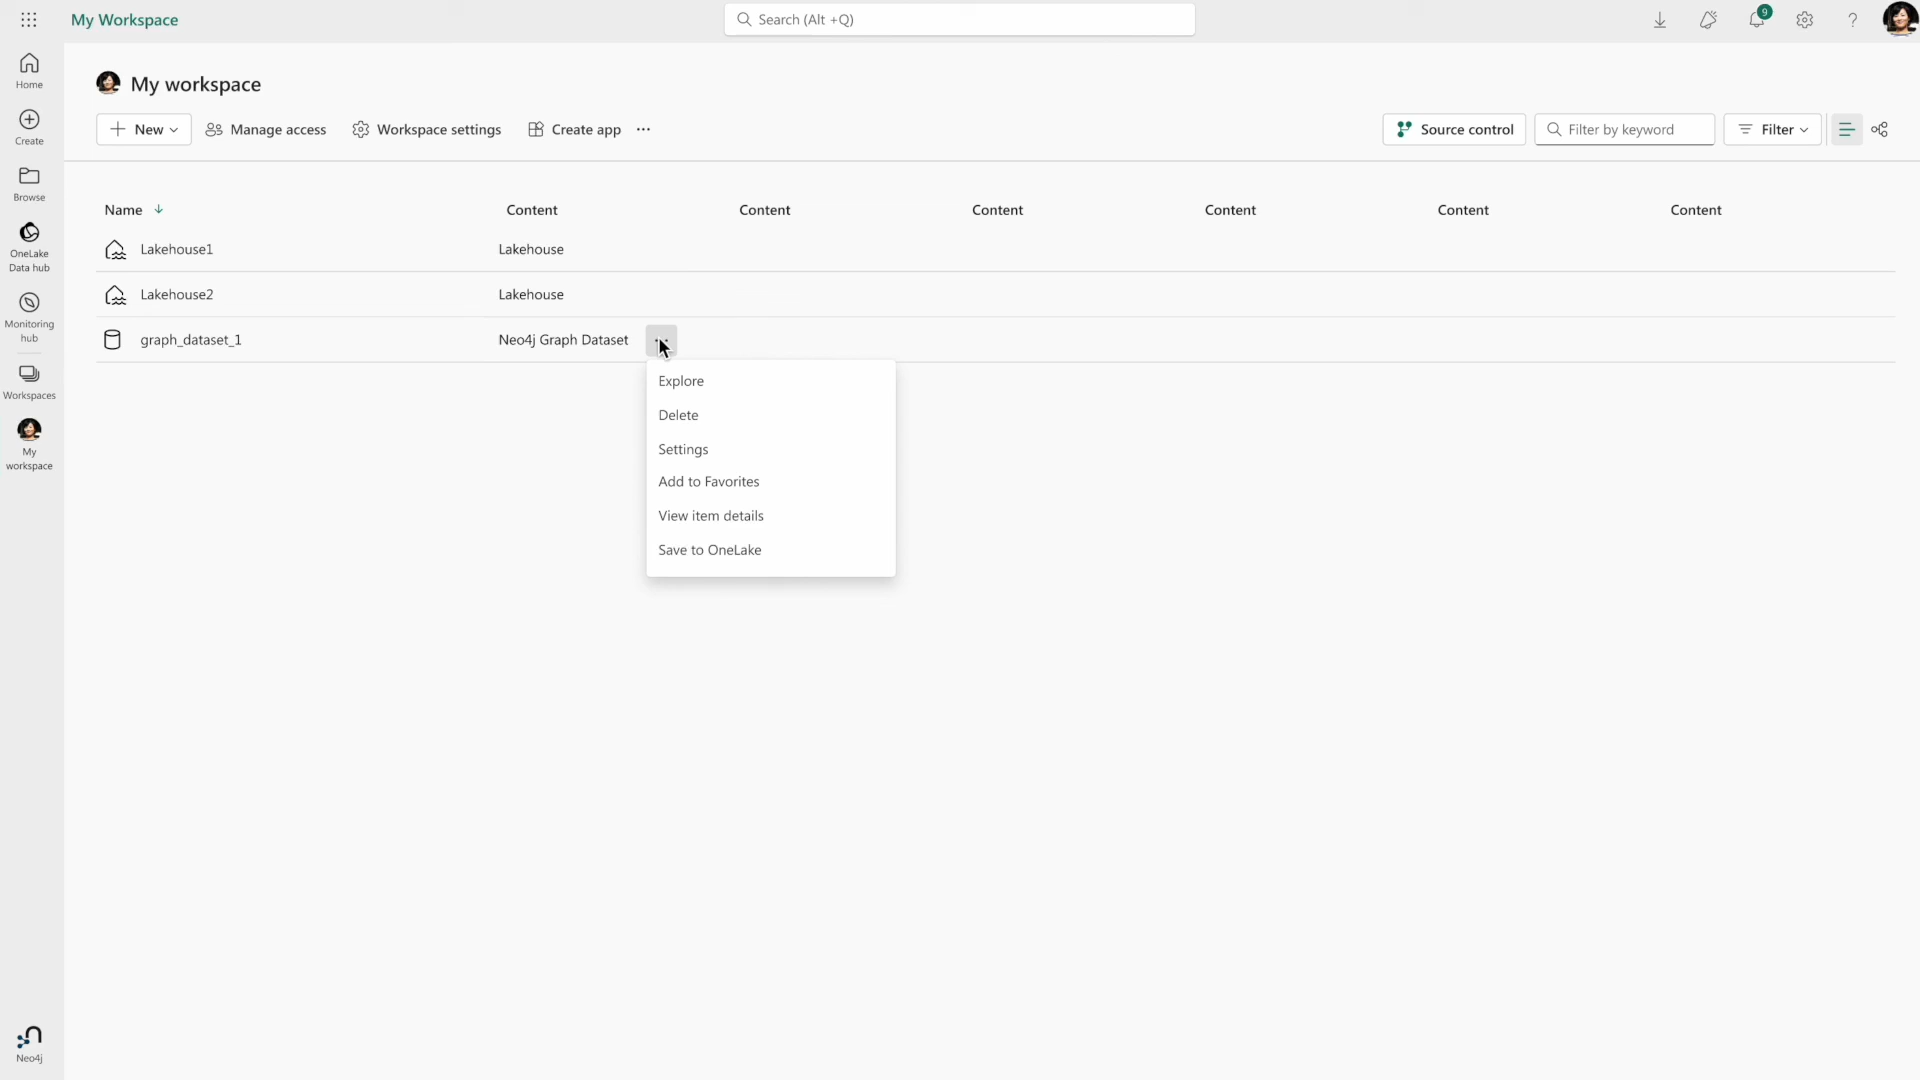 My Workspace
Search (Alt +Q)
9
Home
Create
Browse
OneLake
Data hub
Monitoring
hub
Workspaces
My
workspace
Neo4j
My workspace
New
Manage access
Workspace settings
Create app
Source control
Filter by keyword
Filter
Name Content Content Content Content Content Content
Lakehouse1 Lakehouse
Lakehouse2 Lakehouse
graph_dataset_1 Neo4j Graph Dataset
Explore
Delete
Settings
Add to Favorites
View item details
Save to OneLake